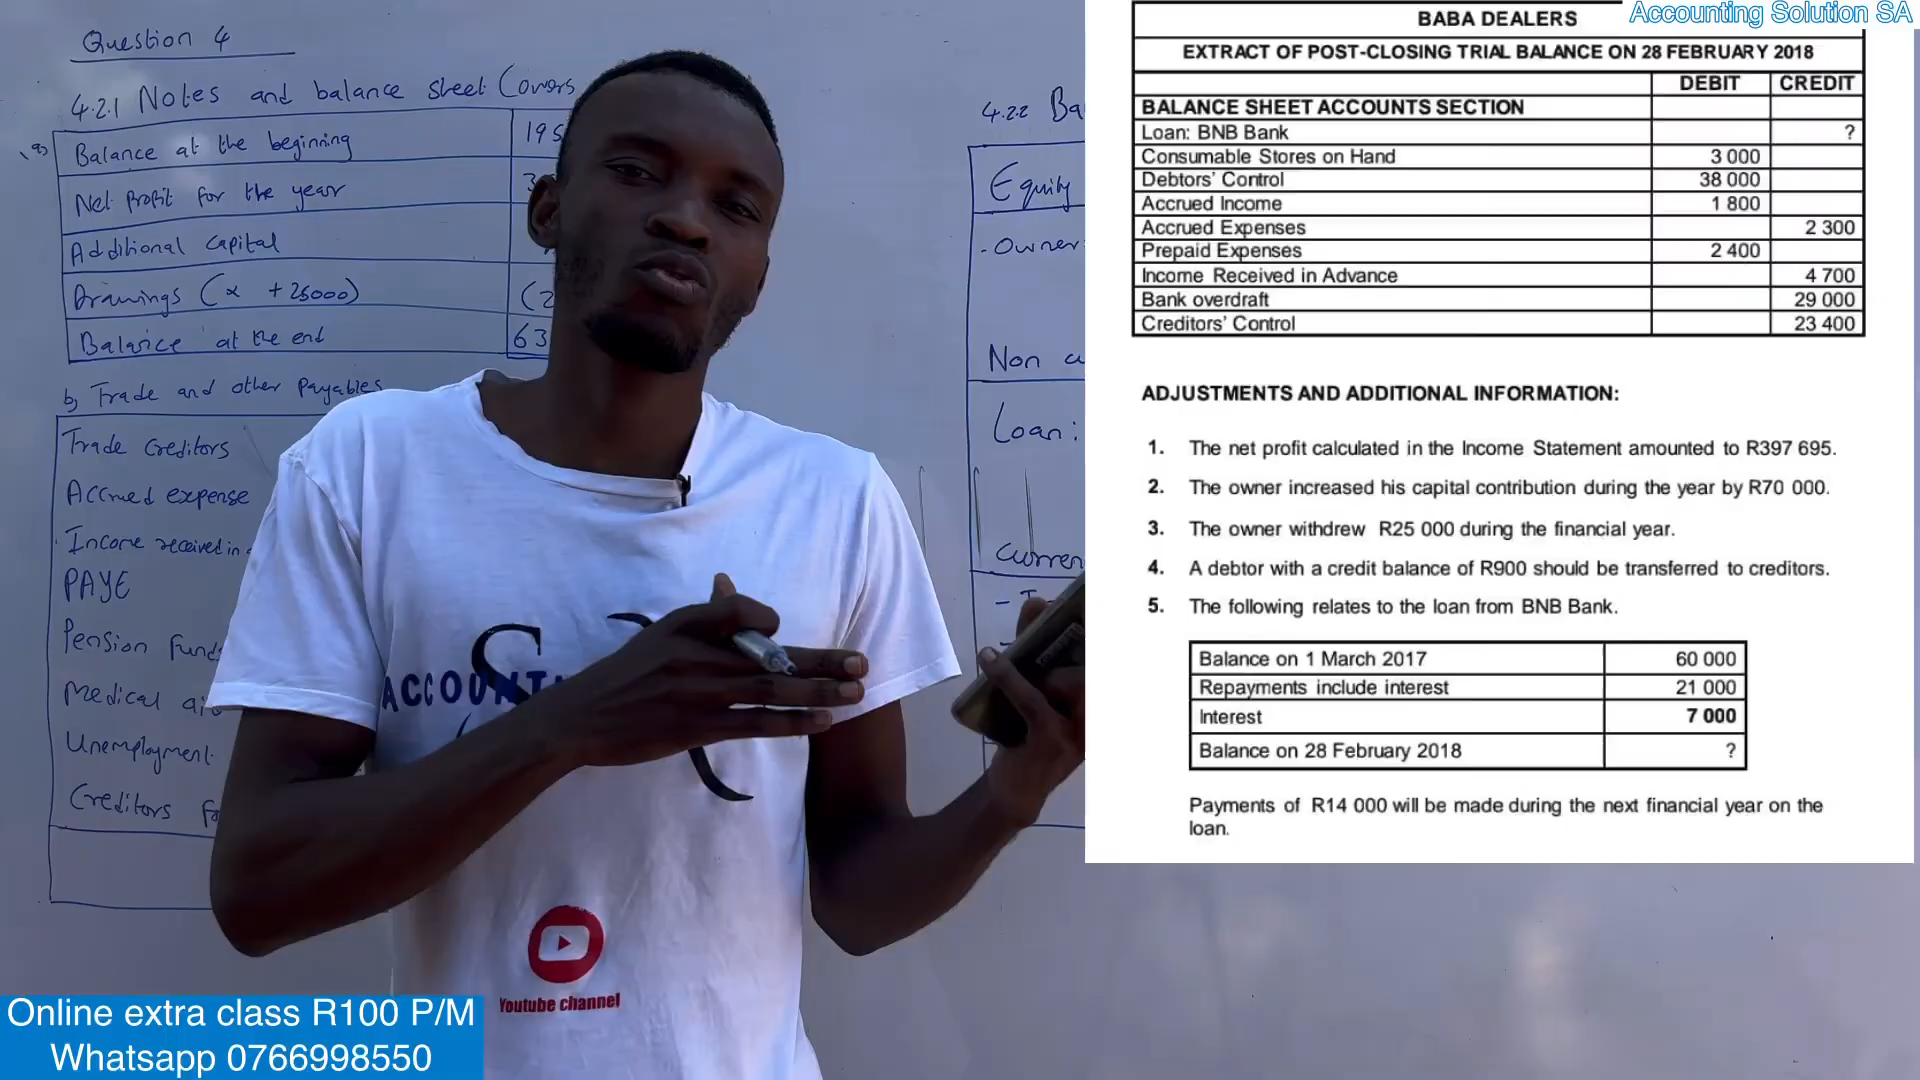 Question 4
4.2.1 Notes and balance sheet (owners
a) Balance at the beginning 195
Net profit for the year 3
Additional capital
Drawings (x +25000) (2
Balance at the end 63
b) Trade and other payables
Trade creditors
Accrued expense
Income received in
PAYE
Pension fund
Medical aid
Unemployment
Creditors fo
4.2.2 Ba
Equity
- Owner
Non cu
Loan:
Curren
ACCOUNT
Youtube channel
Online extra class R100 P/M
Whatsapp 0766998550
Accounting Solution SA
BABA DEALERS
EXTRACT OF POST-CLOSING TRIAL BALANCE ON 28 FEBRUARY 2018
DEBIT CREDIT
BALANCE SHEET ACCOUNTS SECTION
Loan: BNB Bank ?
Consumable Stores on Hand 3 000
Debtors' Control 38 000
Accrued Income 1 800
Accrued Expenses 2 300
Prepaid Expenses 2 400
Income Received in Advance 4 700
Bank overdraft 29 000
Creditors' Control 23 400
ADJUSTMENTS AND ADDITIONAL INFORMATION:
1. The net profit calculated in the Income Statement amounted to R397 695.
2. The owner increased his capital contribution during the year by R70 000.
3. The owner withdrew R25 000 during the financial year.
4. A debtor with a credit balance of R900 should be transferred to creditors.
5. The following relates to the loan from BNB Bank.
Balance on 1 March 2017 60 000
Repayments include interest 21 000
Interest 7 000
Balance on 28 February 2018 ?
Payments of R14 000 will be made during the next financial year on the
loan.